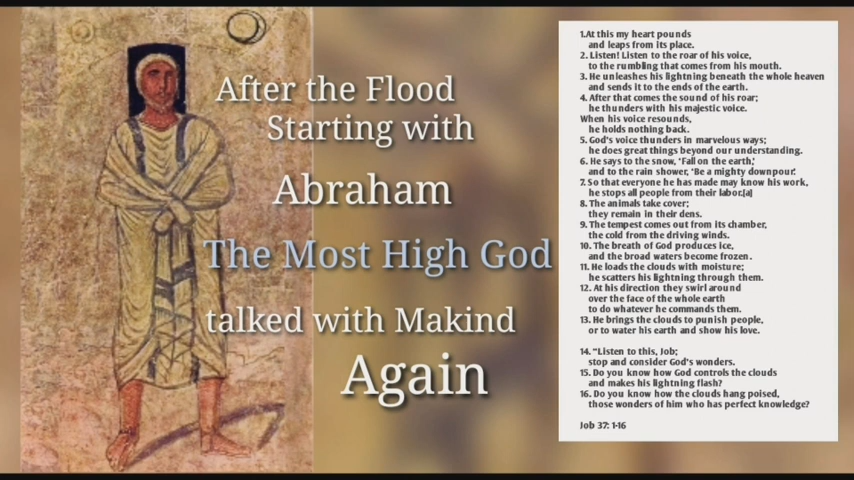 After the Flood
Starting with
Abraham
The Most High God
talked with Makind
Again
1.At this my heart pounds
and leaps from its place.
2. Listen! Listen to the roar of his voice,
to the rumbling that comes from his mouth.
3. He unleashes his lightning beneath the whole heaven
and sends it to the ends of the earth.
4. After that comes the sound of his roar;
he thunders with his majestic voice.
When his voice resounds,
he holds nothing back.
5. God's voice thunders in marvelous ways;
he does great things beyond our understanding.
6. He says to the snow, 'Fall on the earth,'
and to the rain shower, 'Be a mighty downpour.'
7. So that everyone he has made may know his work,
he stops all people from their labor.[a]
8. The animals take cover;
they remain in their dens.
9. The tempest comes out from its chamber,
the cold from the driving winds.
10. The breath of God produces ice,
and the broad waters become frozen.
11. He loads the clouds with moisture;
he scatters his lightning through them.
12. At his direction they swirl around
over the face of the whole earth
to do whatever he commands them.
13. He brings the clouds to punish people,
or to water his earth and show his love.
14. "Listen to this, Job;
stop and consider God's wonders.
15. Do you know how God controls the clouds
and makes his lightning flash?
16. Do you know how the clouds hang poised,
those wonders of him who has perfect knowledge?
Job 37: 1-16